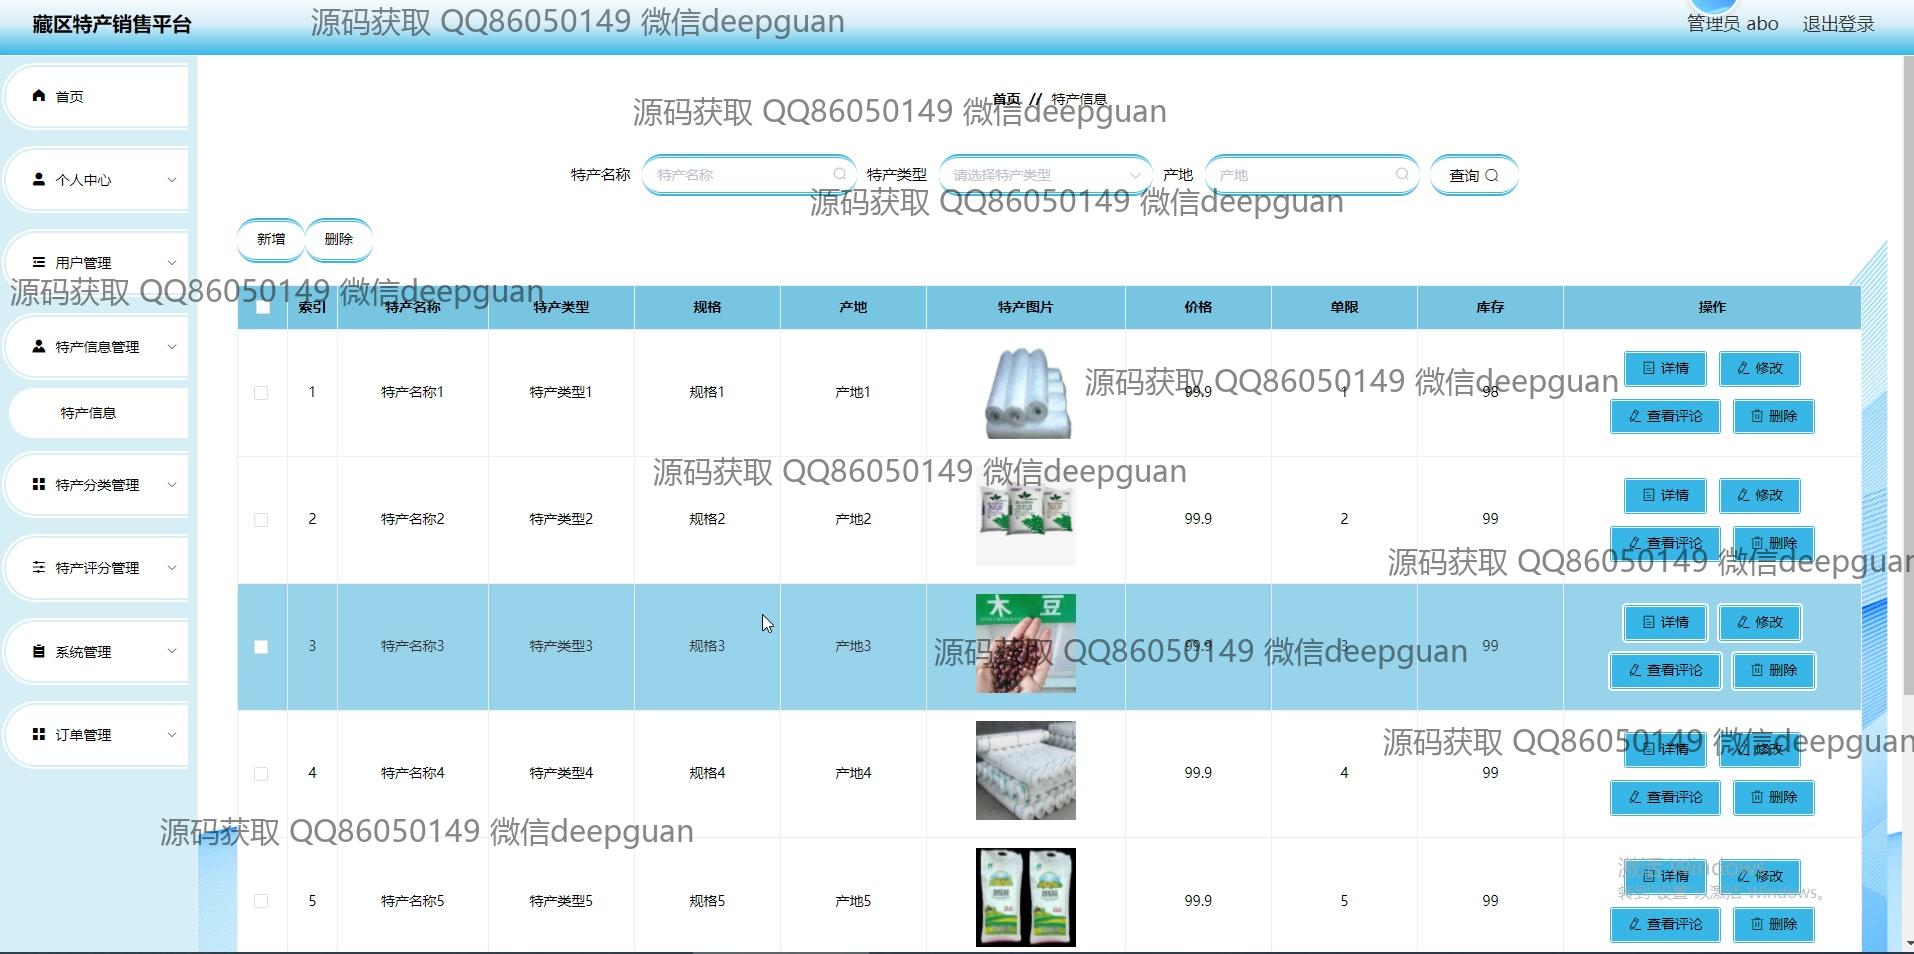 藏区特产销售平台
源码获取 QQ86050149 微信deepguan
管理员 abo 退出登录
首页
个人中心
用户管理
特产信息管理
特产信息
特产分类管理
特产评分管理
系统管理
订单管理
首页 // 特产信息
源码获取 QQ86050149 微信deepguan
特产名称 特产名称 特产类型 请选择特产类型 产地 产地 查询
源码获取 QQ86050149 微信deepguan
新增 删除
源码获取 QQ86050149 微信deepguan
索引 特产名称 特产类型 规格 产地 特产图片 价格 单限 库存 操作
1 特产名称1 特产类型1 规格1 产地1 99.9 1 98 详情 修改
查看评论 删除
源码获取 QQ86050149 微信deepguan
源码获取 QQ86050149 微信deepguan
2 特产名称2 特产类型2 规格2 产地2 99.9 2 99 详情 修改
查看评论 删除
源码获取 QQ86050149 微信deepguan
木 豆
3 特产名称3 特产类型3 规格3 产地3 99.9 3 99 详情 修改
查看评论 删除
源码获取 QQ86050149 微信deepguan
4 特产名称4 特产类型4 规格4 产地4 99.9 4 99 详情 修改
查看评论 删除
源码获取 QQ86050149 微信deepguan
源码获取 QQ86050149 微信deepguan
5 特产名称5 特产类型5 规格5 产地5 99.9 5 99 详情 修改
查看评论 删除
激活 Windows
转到"设置"以激活 Windows。